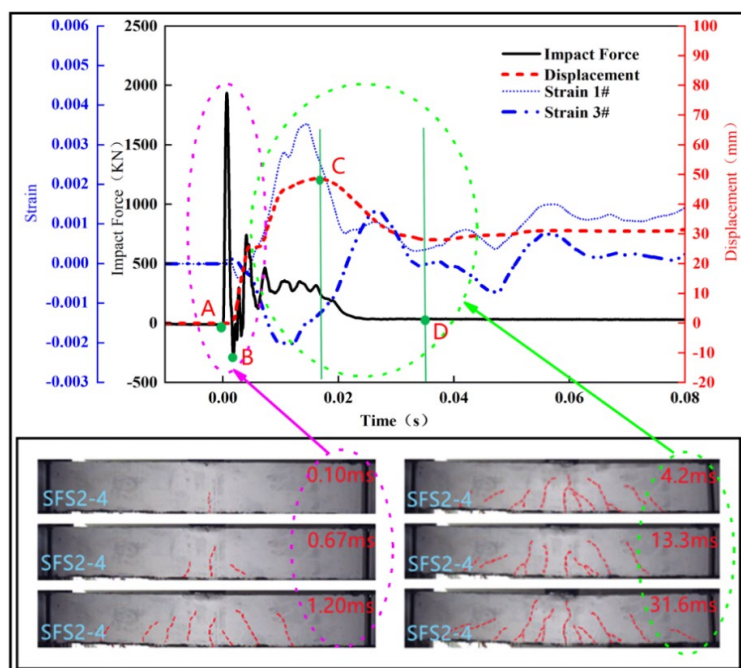 0.006
0.005
0.004
0.003
0.002
0.001
0.000
-0.001
-0.002
-0.003
Strain
2500
2000
1500
1000
500
0
-500
Impact Force（KN）
Impact Force
Displacement
Strain 1#
Strain 3#
A
B
C
D
80
70
60
50
40
30
20
10
0
-10
-20
Displacement (mm)
0.00
0.02
0.04
0.06
0.08
Time（s）
0.10ms
SFS2-4
0.67ms
SFS2-4
1.20ms
SFS2-4
4.2ms
SFS2-4
13.3ms
SFS2-4
31.6ms
SFS2-4